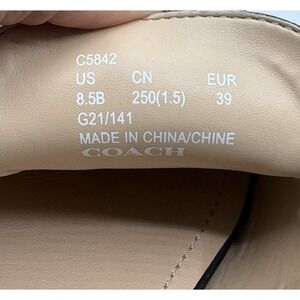 C5842
US CN EUR
8.5B 250(1.5) 39
G21/141
MADE IN CHINA/CHINE
COACH